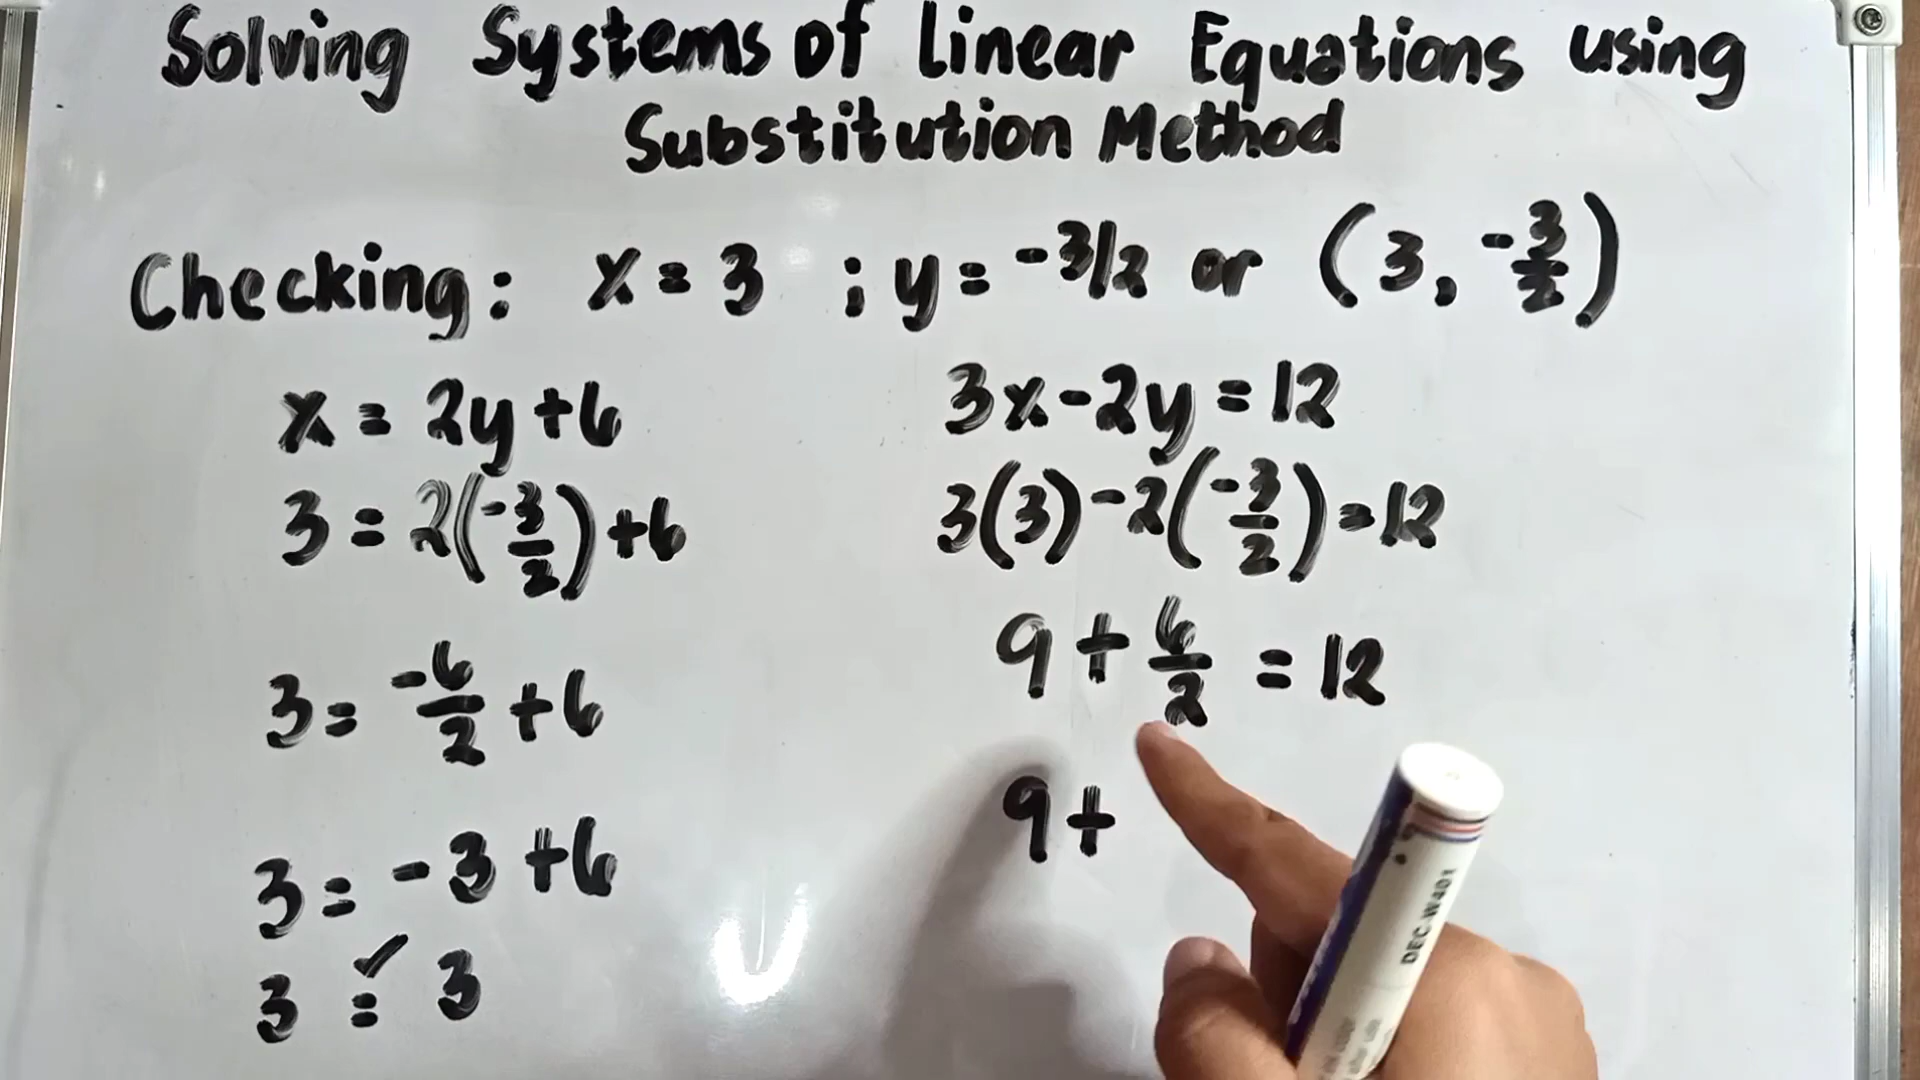 Solving Systems of Linear Equations using
Substitution Method
Checking: x = 3 ; y = -3/2 or (3, -3/2)
x = 2y + 6
3 = 2(-3/2) + 6
3 = -6/2 + 6
3 = -3 + 6
3 = ✓ 3
3x - 2y = 12
3(3) - 2(-3/2) = 12
9 + 6/2 = 12
9 +
DEC-W401